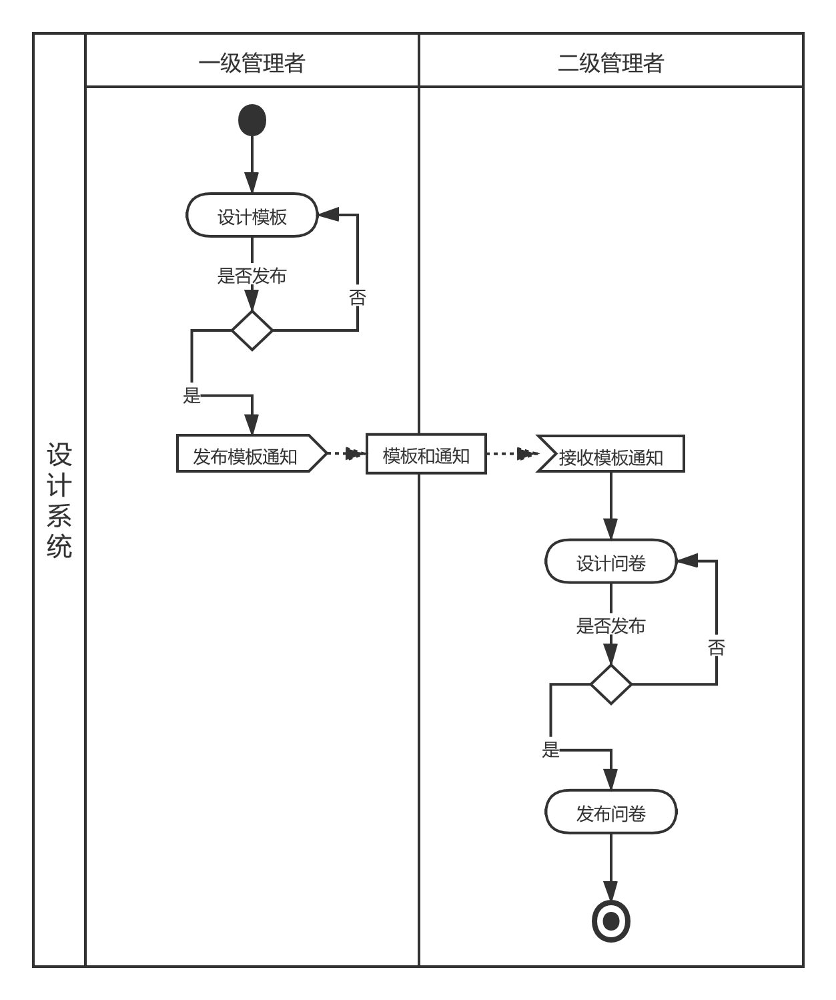 一级管理者
二级管理者
设计系统
设计模板
是否发布
否
是
发布模板通知
模板和通知
接收模板通知
设计问卷
是否发布
否
是
发布问卷